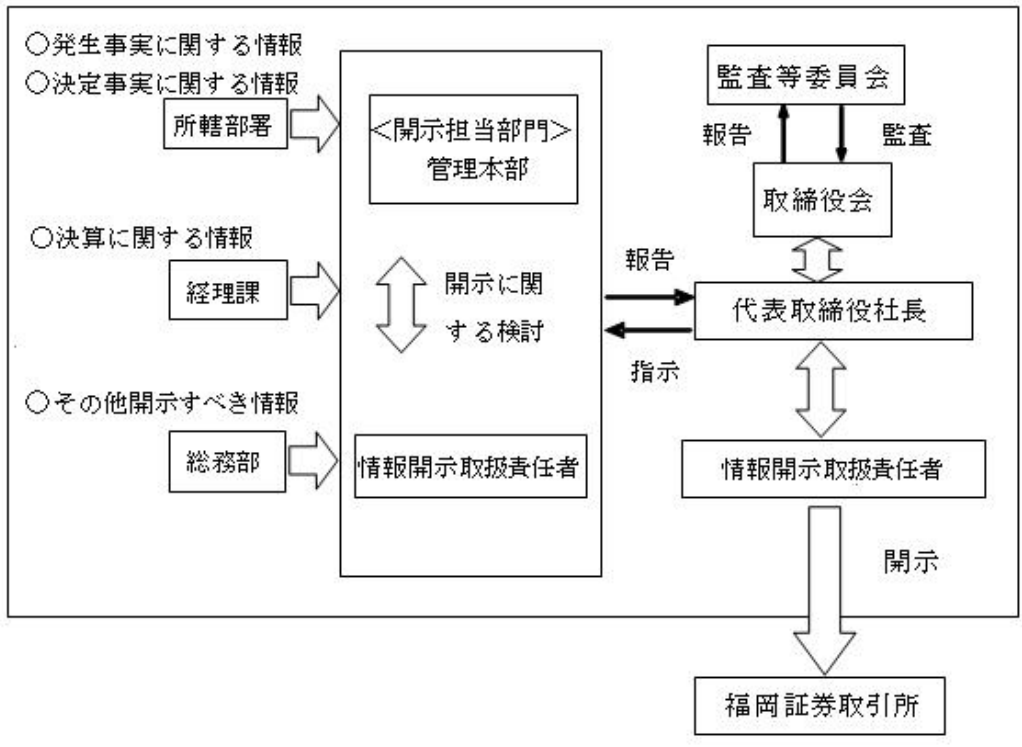 ○発生事実に関する情報
○決定事実に関する情報
所轄部署
○決算に関する情報
経理課
○その他開示すべき情報
総務部
＜開示担当部門＞
管理本部
開示に関
する検討
情報開示取扱責任者
報告
指示
監査等委員会
報告
監査
取締役会
代表取締役社長
情報開示取扱責任者
開示
福岡証券取引所